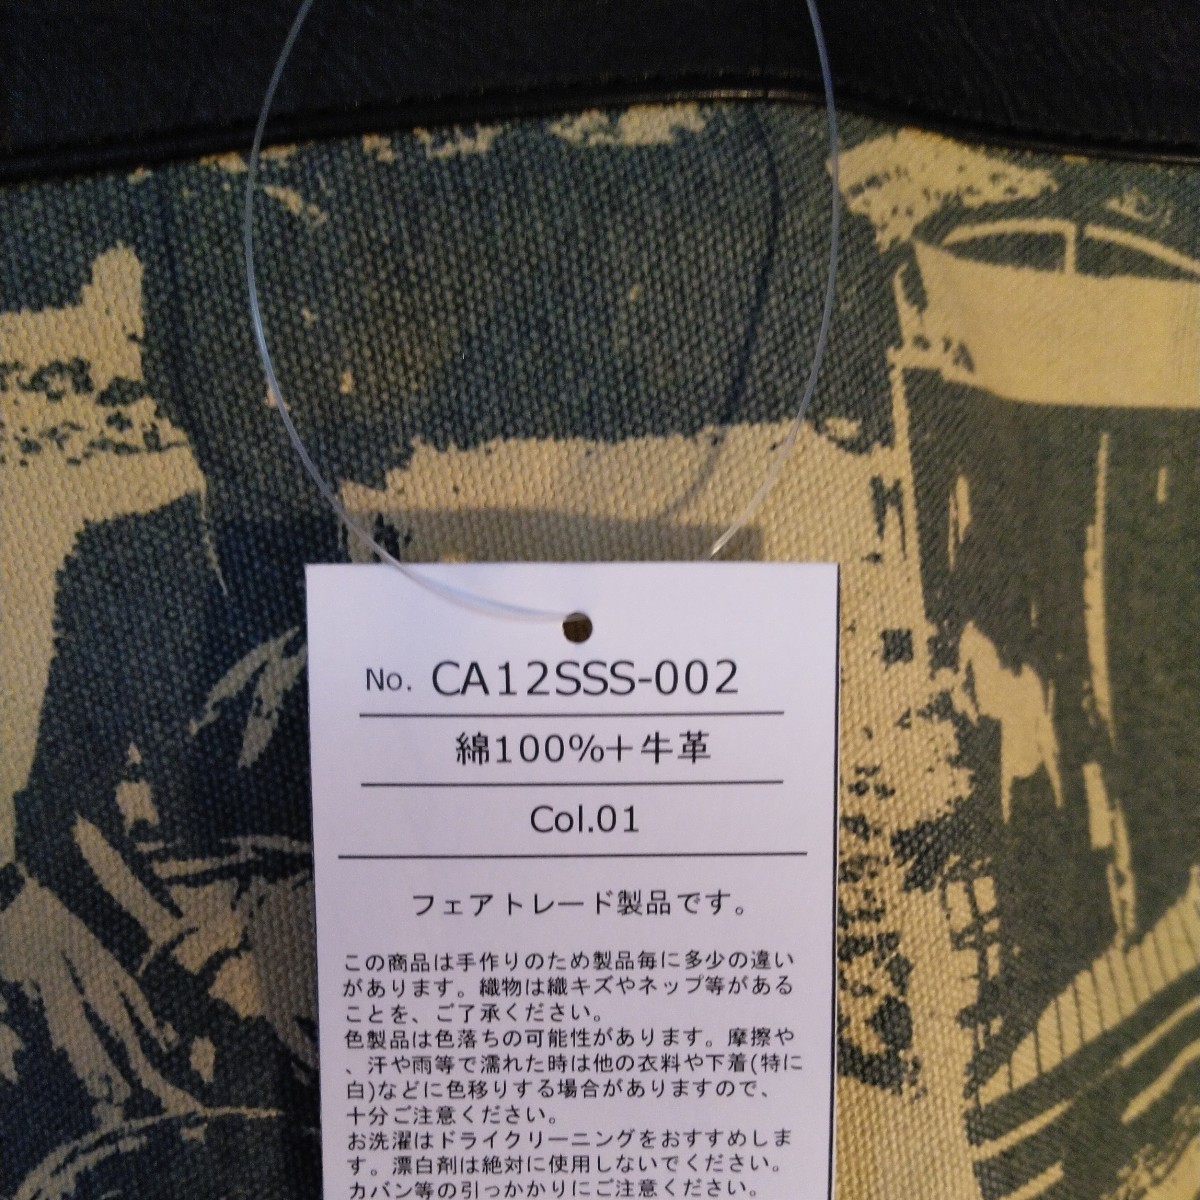 No. CA12SSS-002
綿100%+牛革
Col.01
フェアトレード製品です。
この商品は手作りのため製品毎に多少の違い
があります。織物は織キズやネップ等がある
ことを、ご了承ください。
色製品は色落ちの可能性があります。摩擦や
、汗や雨等で濡れた時は他の衣料や下着(特に
白)などに色移りする場合がありますので、
十分ご注意ください。
お洗濯はドライクリーニングをおすすめしま
す。漂白剤は絶対に使用しないでください。
カバン等の引っかかりにご注意ください。